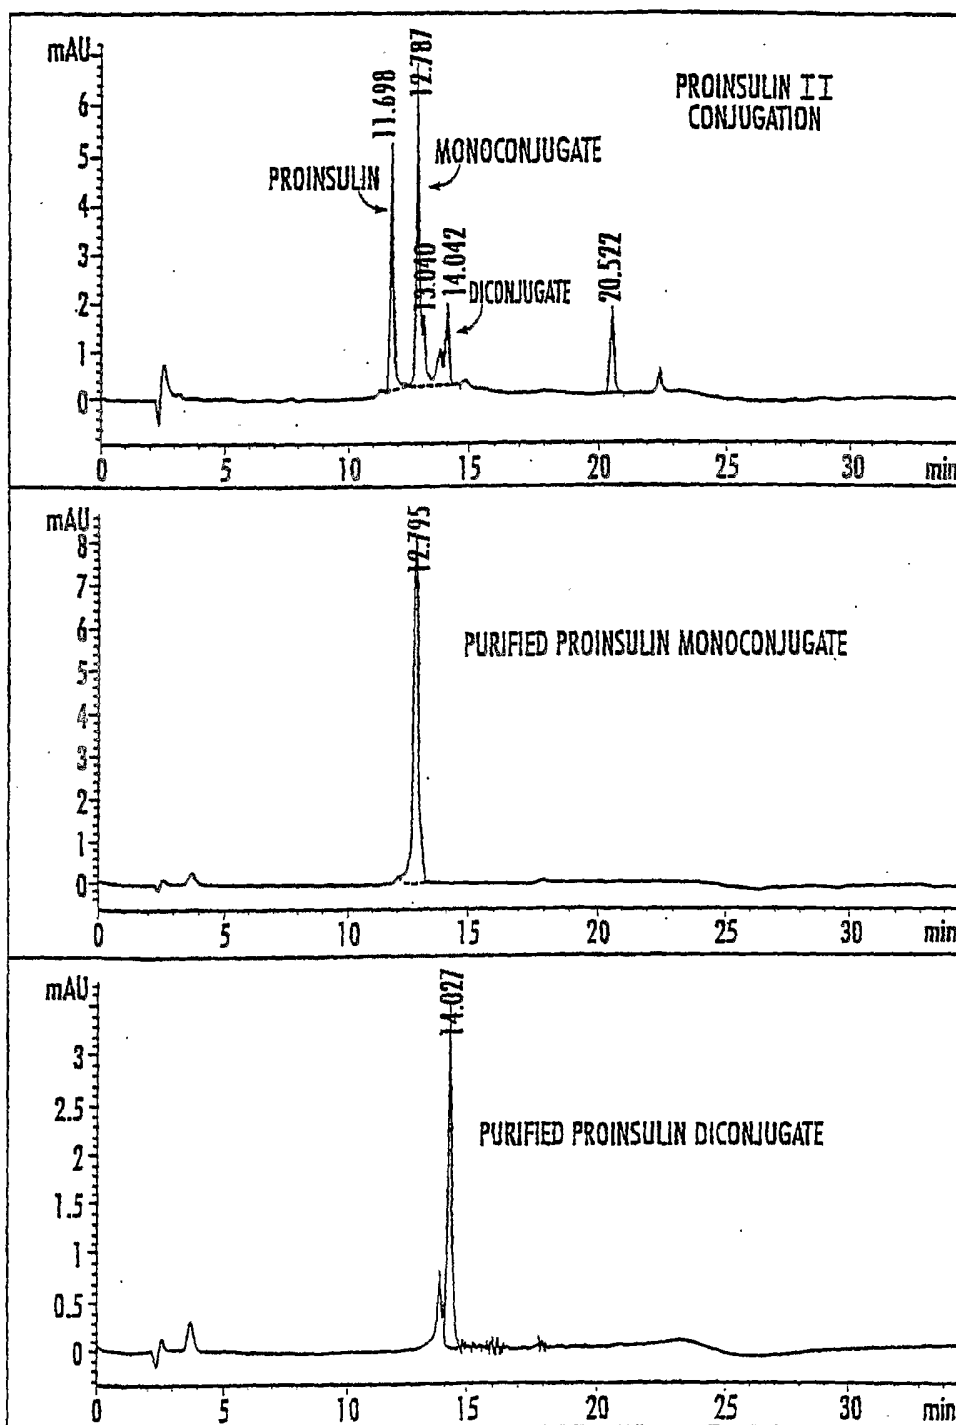 mAU
PROINSULIN II
CONJUGATION
11.698
12.787
PROINSULIN
MONOCONJUGATE
13.040
14.042
DICONJUGATE
20.522
6
5
4
3
2
1
0
0 5 10 15 20 25 30 min
mAU
12.795
PURIFIED PROINSULIN MONOCONJUGATE
8
7
6
5
4
3
2
1
0
0 5 10 15 20 25 30 min
mAU
14.027
PURIFIED PROINSULIN DICONJUGATE
3
2.5
2
1.5
1
0.5
0
0 5 10 15 20 25 30 min